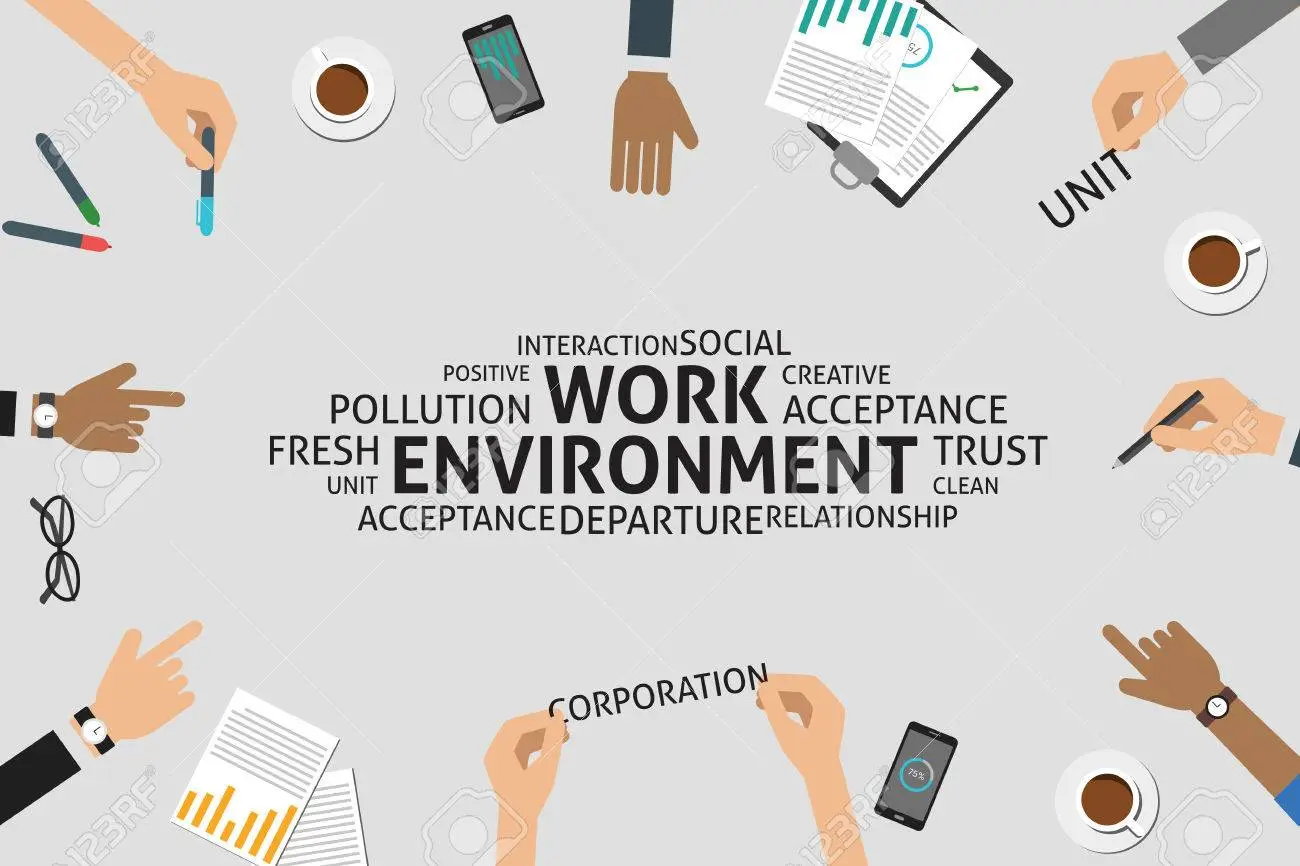 75%
UNIT
INTERACTION SOCIAL
POSITIVE WORK CREATIVE
POLLUTION ACCEPTANCE
FRESH ENVIRONMENT TRUST
UNIT CLEAN
ACCEPTANCE DEPARTURE RELATIONSHIP
CORPORATION
75%
123RF